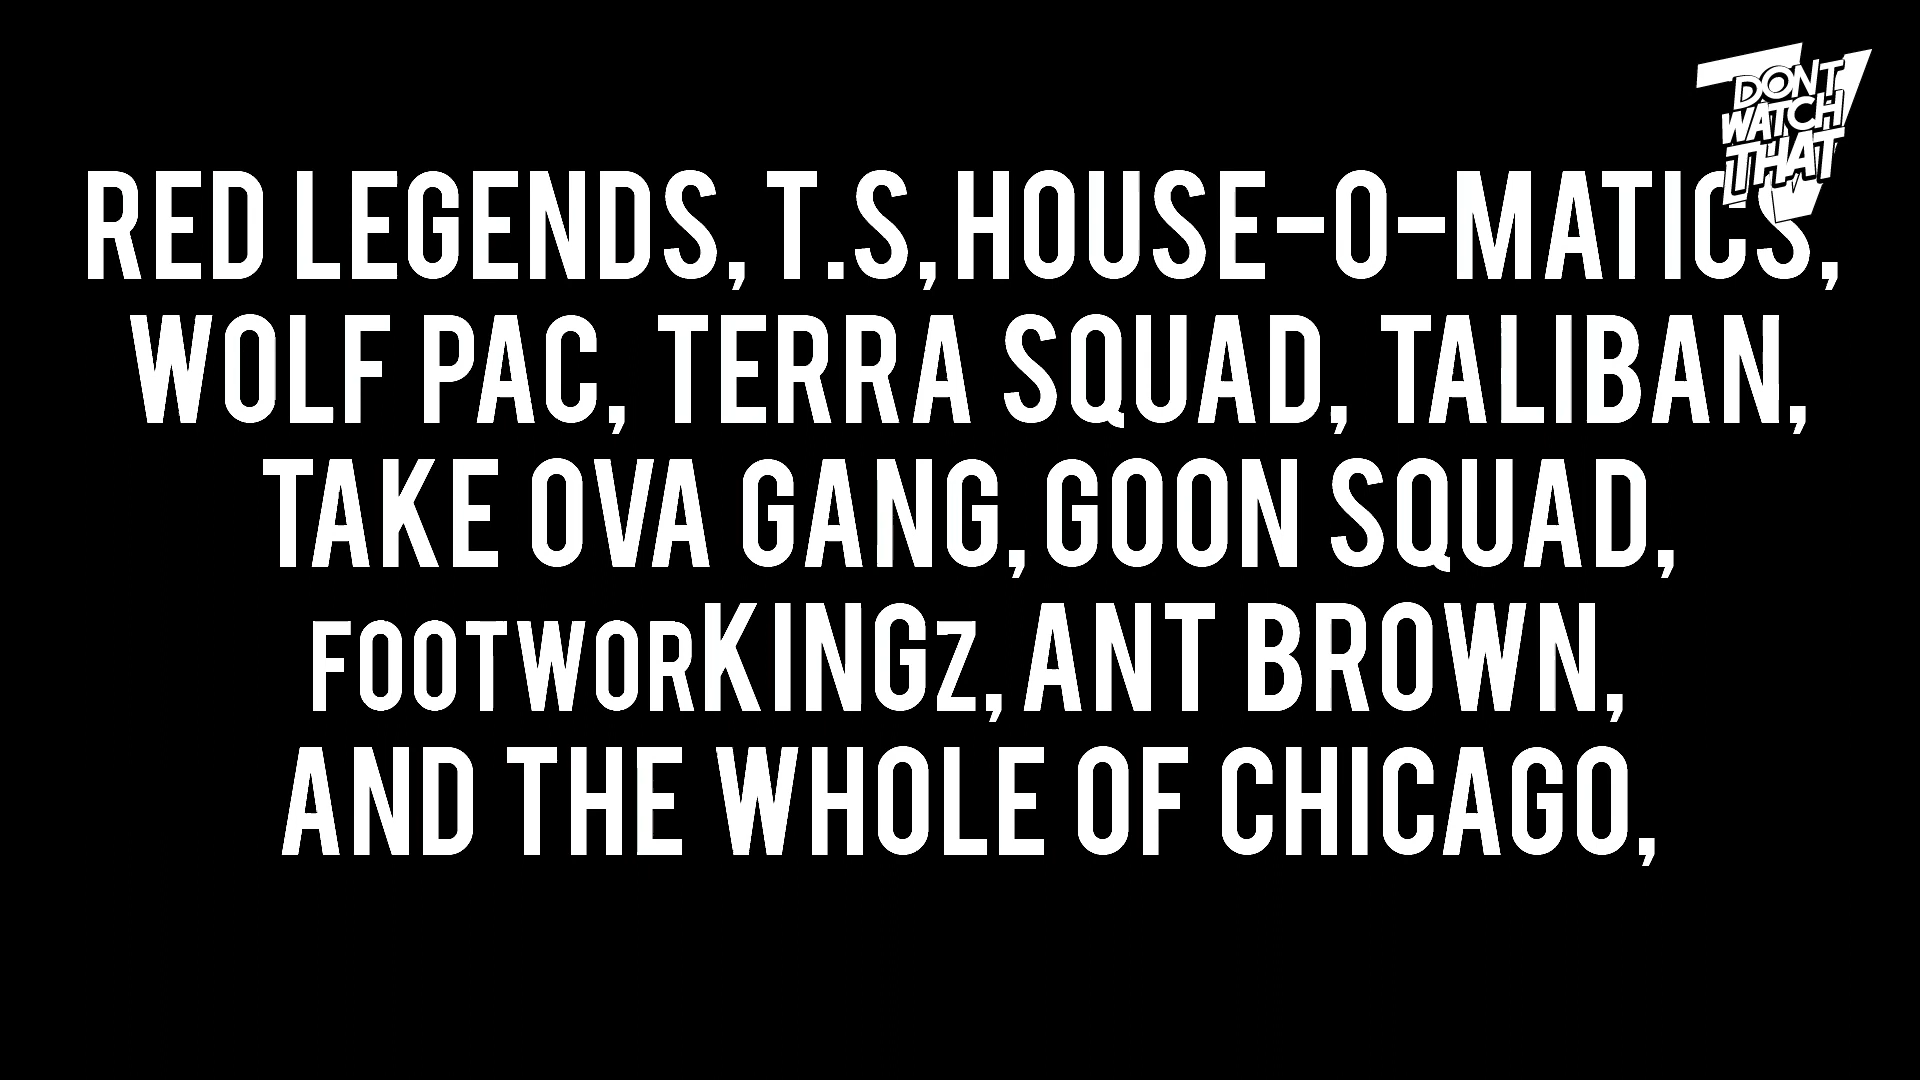 DON'T
WATCH
THAT
RED LEGENDS, T.S, HOUSE-O-MATICS,
WOLF PAC, TERRA SQUAD, TALIBAN,
TAKE OVA GANG, GOON SQUAD,
FOOTWORKINGZ, ANT BROWN,
AND THE WHOLE OF CHICAGO,